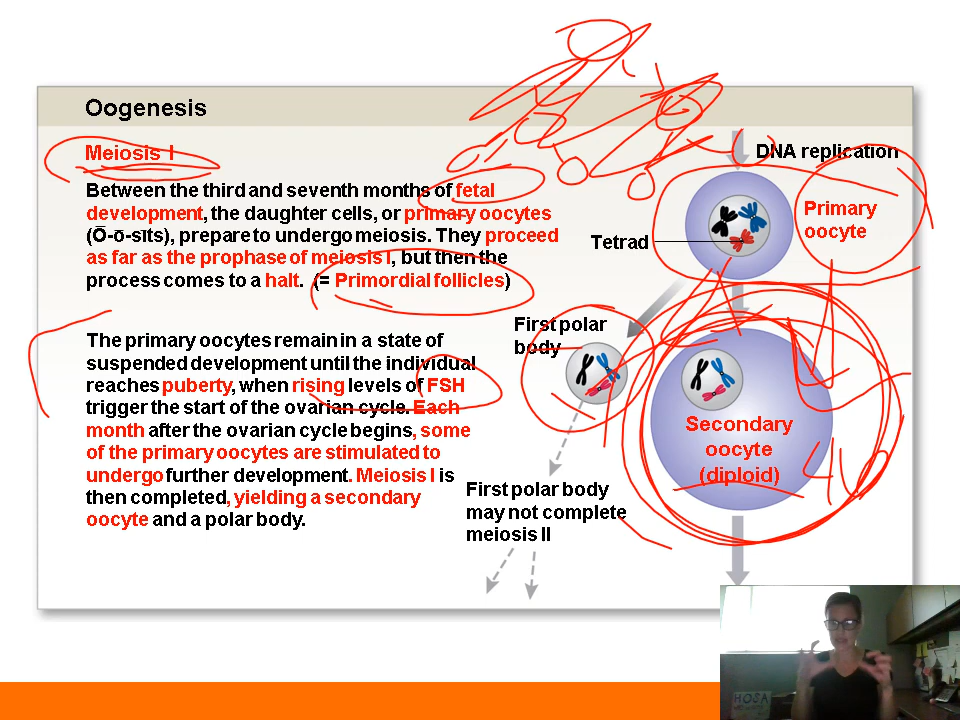 Oogenesis
Meiosis I
Between the third and seventh months of fetal
development, the daughter cells, or primary oocytes
(Ō-ō-sīts), prepare to undergo meiosis. They proceed
as far as the prophase of meiosis I, but then the
process comes to a halt. (= Primordial follicles)
The primary oocytes remain in a state of
suspended development until the individual
reaches puberty, when rising levels of FSH
trigger the start of the ovarian cycle. Each
month after the ovarian cycle begins, some
of the primary oocytes are stimulated to
undergo further development. Meiosis I is
then completed, yielding a secondary
oocyte and a polar body.
DNA replication
Primary
oocyte
Tetrad
First polar
body
Secondary
oocyte
(diploid)
First polar body
may not complete
meiosis II
HOSA